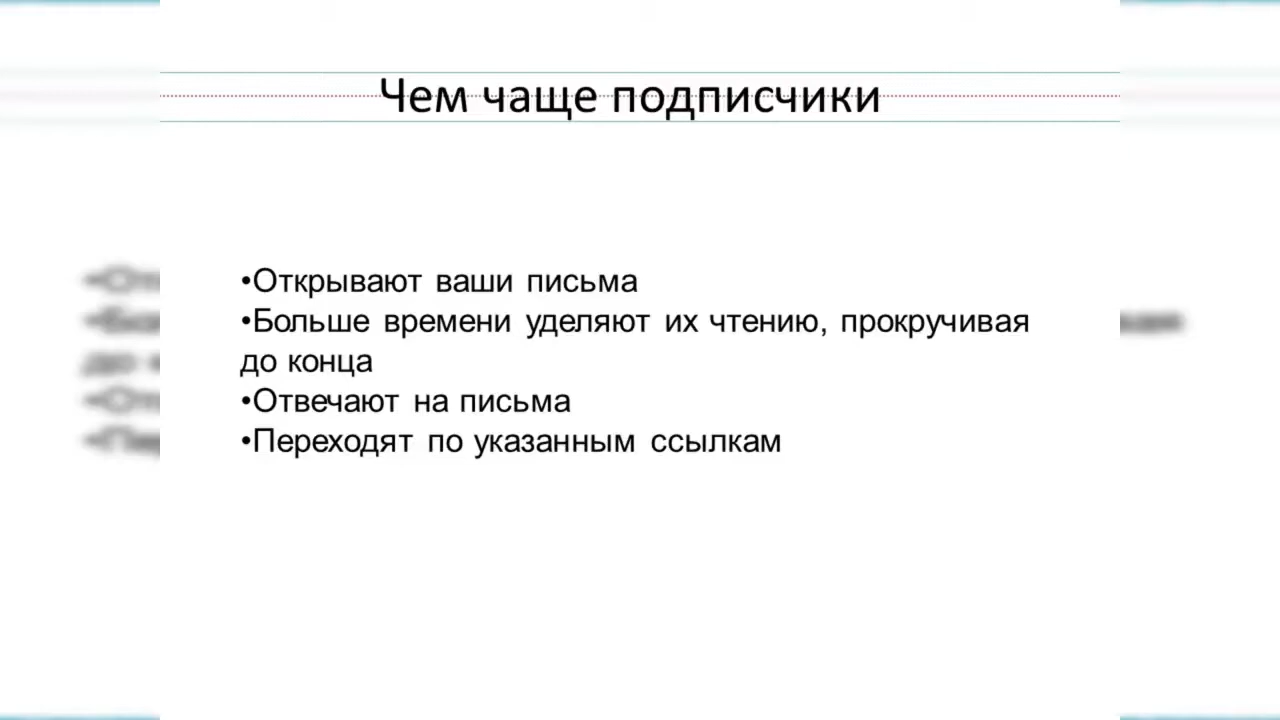 Чем чаще подписчики
•Открывают ваши письма
•Больше времени уделяют их чтению, прокручивая
до конца
•Отвечают на письма
•Переходят по указанным ссылкам